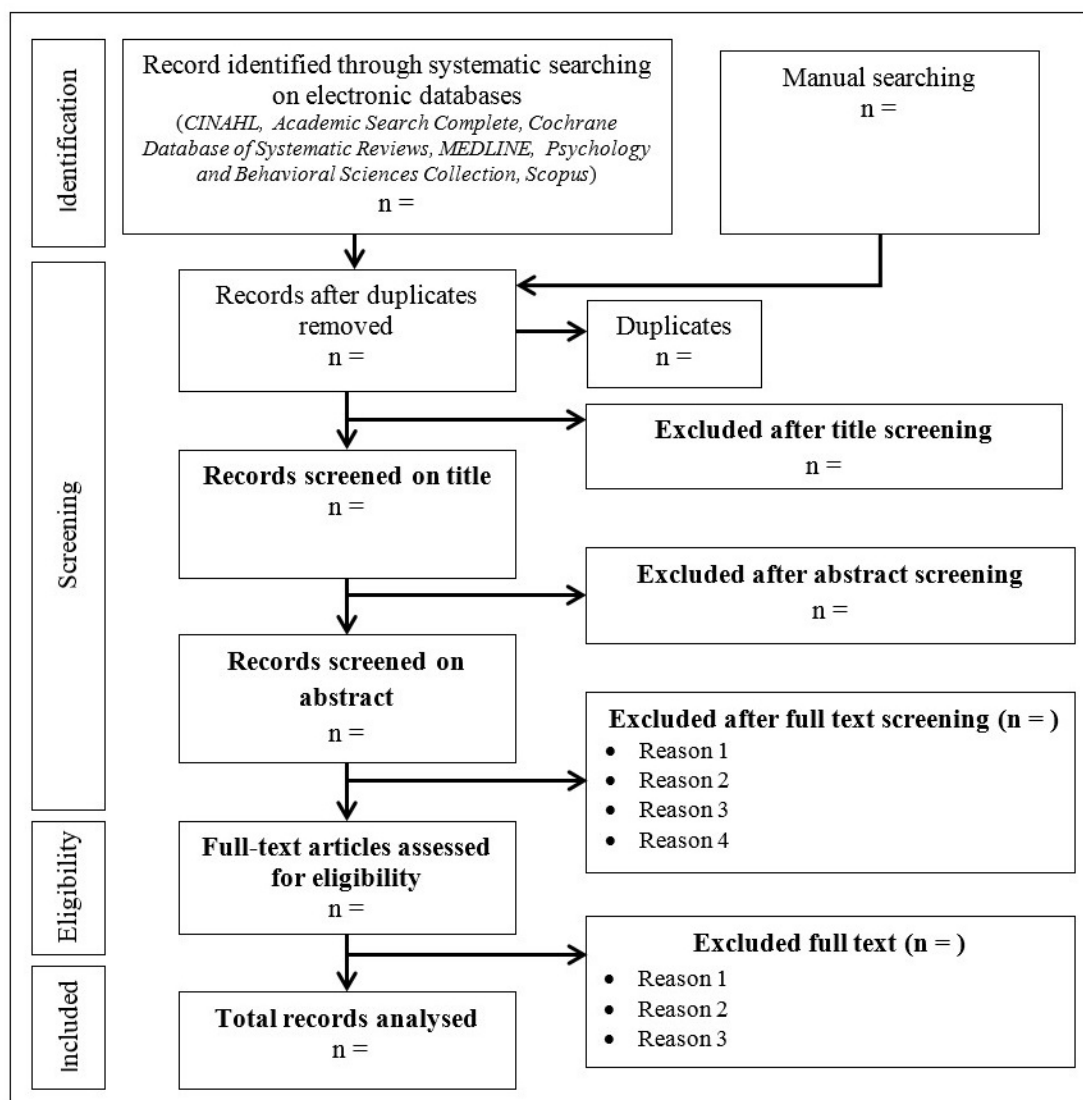 Identification
Record identified through systematic searching
on electronic databases
(CINAHL, Academic Search Complete, Cochrane
Database of Systematic Reviews, MEDLINE, Psychology
and Behavioral Sciences Collection, Scopus)
n =
Manual searching
n =
Screening
Records after duplicates
removed
n =
Duplicates
n =
Excluded after title screening
n =
Records screened on title
n =
Excluded after abstract screening
n =
Records screened on
abstract
n =
Excluded after full text screening (n = )
• Reason 1
• Reason 2
• Reason 3
• Reason 4
Eligibility
Full-text articles assessed
for eligibility
n =
Excluded full text (n = )
• Reason 1
• Reason 2
• Reason 3
Included
Total records analysed
n =